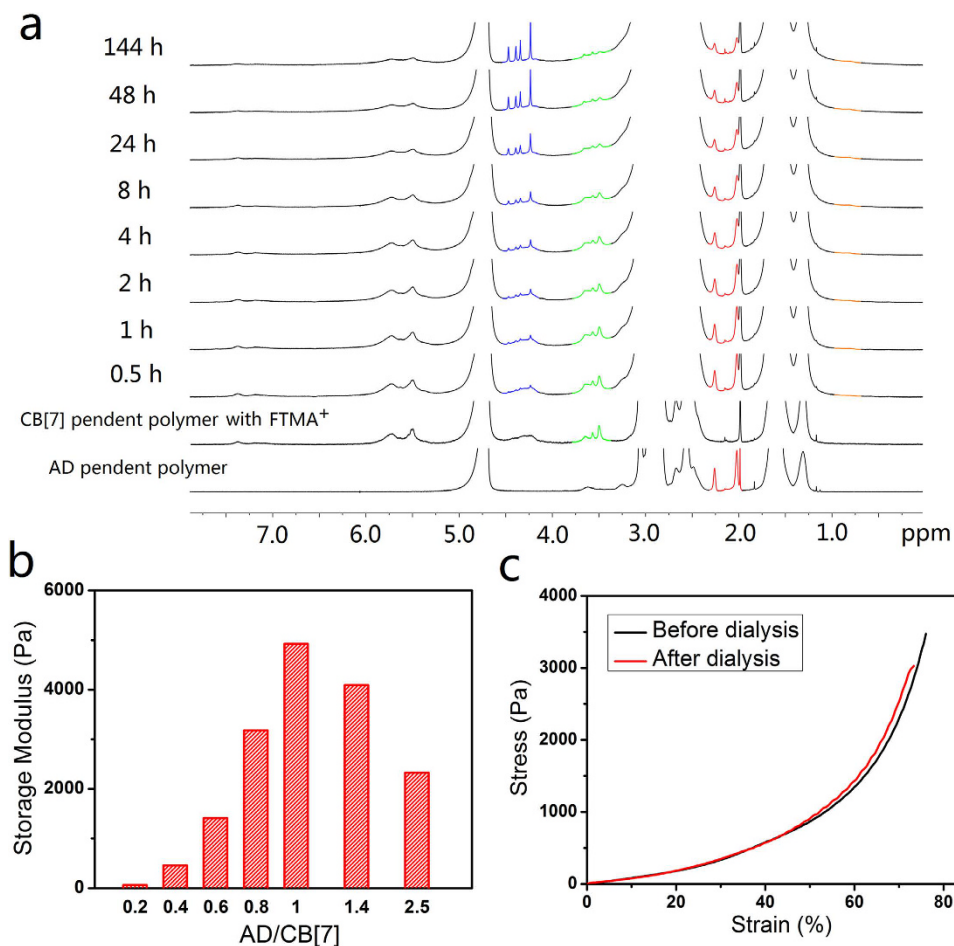 a
144 h
48 h
24 h
8 h
4 h
2 h
1 h
0.5 h
CB[7] pendent polymer with FTMA⁺
AD pendent polymer
7.0 6.0 5.0 4.0 3.0 2.0 1.0 ppm
b
6000
4000
2000
0
Storage Modulus (Pa)
0.2 0.4 0.6 0.8 1 1.4 2.5
AD/CB[7]
c
4000
3000
2000
1000
0
Stress (Pa)
Before dialysis
After dialysis
0 20 40 60 80
Strain (%)